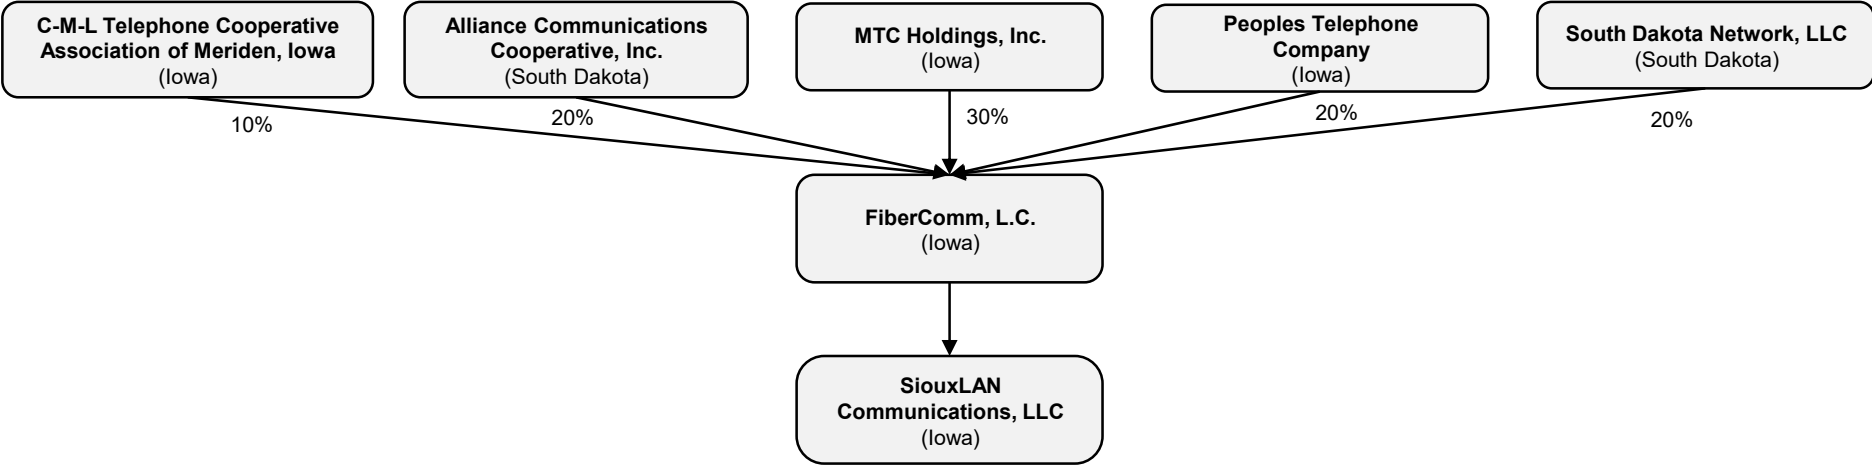 C-M-L Telephone Cooperative
Association of Meriden, Iowa
(Iowa)
Alliance Communications
Cooperative, Inc.
(South Dakota)
MTC Holdings, Inc.
(Iowa)
Peoples Telephone
Company
(Iowa)
South Dakota Network, LLC
(South Dakota)
10%
20%
30%
20%
20%
FiberComm, L.C.
(Iowa)
SiouxLAN
Communications, LLC
(Iowa)